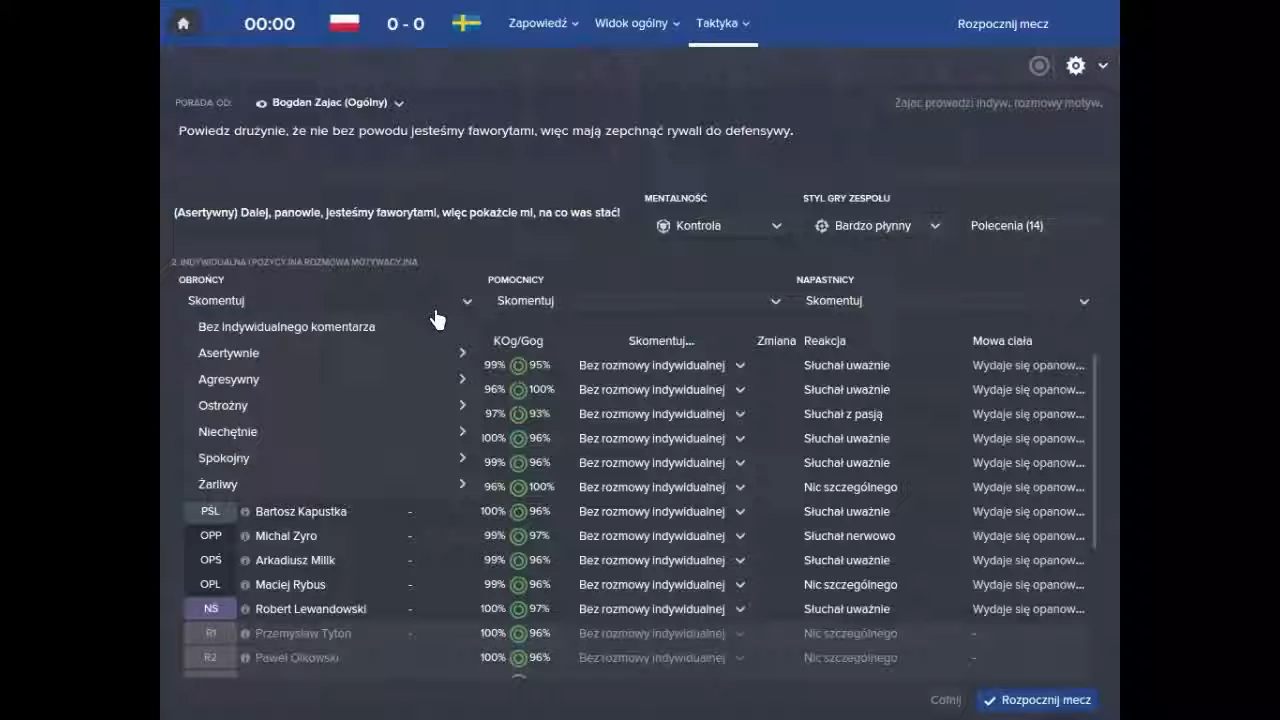 00:00 0 - 0 Zapowiedź Widok ogólny Taktyka Rozpocznij mecz
PORADA OD: Bogdan Zajac (Ogólny) Zajac prowadzi indyw. rozmowy motyw.
Powiedz drużynie, że nie bez powodu jesteśmy faworytami, więc mają zepchnąć rywali do defensywy.
MENTALNOŚĆ STYL GRY ZESPOŁU
(Asertywny) Dalej, panowie, jesteśmy faworytami, więc pokażcie mi, na co was stać!
Kontrola Bardzo płynny Polecenia (14)
2. INDYWIDUALNA I POZYCYJNA ROZMOWA MOTYWACYJNA
OBROŃCY POMOCNICY NAPASTNICY
Skomentuj Skomentuj Skomentuj
Bez indywidualnego komentarza
KOg/Gog Skomentuj... Zmiana Reakcja Mowa ciała
Asertywnie
99% 95% Bez rozmowy indywidualnej Słuchał uważnie Wydaje się opanow...
Agresywny
96% 100% Bez rozmowy indywidualnej Słuchał uważnie Wydaje się opanow...
Ostrożny
97% 93% Bez rozmowy indywidualnej Słuchał z pasją Wydaje się opanow...
Niechętnie
100% 96% Bez rozmowy indywidualnej Słuchał uważnie Wydaje się opanow...
Spokojny
99% 96% Bez rozmowy indywidualnej Słuchał uważnie Wydaje się opanow...
Żarliwy
96% 100% Bez rozmowy indywidualnej Nic szczególnego Wydaje się opanow...
PŚL Bartosz Kapustka - 100% 96% Bez rozmowy indywidualnej Słuchał uważnie Wydaje się opanow...
OPP Michal Zyro - 99% 97% Bez rozmowy indywidualnej Słuchał nerwowo Wydaje się opanow...
OPŚ Arkadiusz Milik - 99% 96% Bez rozmowy indywidualnej Słuchał uważnie Wydaje się opanow...
OPL Maciej Rybus - 99% 96% Bez rozmowy indywidualnej Nic szczególnego Wydaje się opanow...
NŚ Robert Lewandowski - 100% 97% Bez rozmowy indywidualnej Słuchał uważnie Wydaje się opanow...
R1 Przemyslaw Tyton - 100% 96% Bez rozmowy indywidualnej Nic szczególnego -
R2 Pawel Olkowski 100% 96% Bez rozmowy indywidualnej Nic szczególnego -
Cofnij Rozpocznij mecz